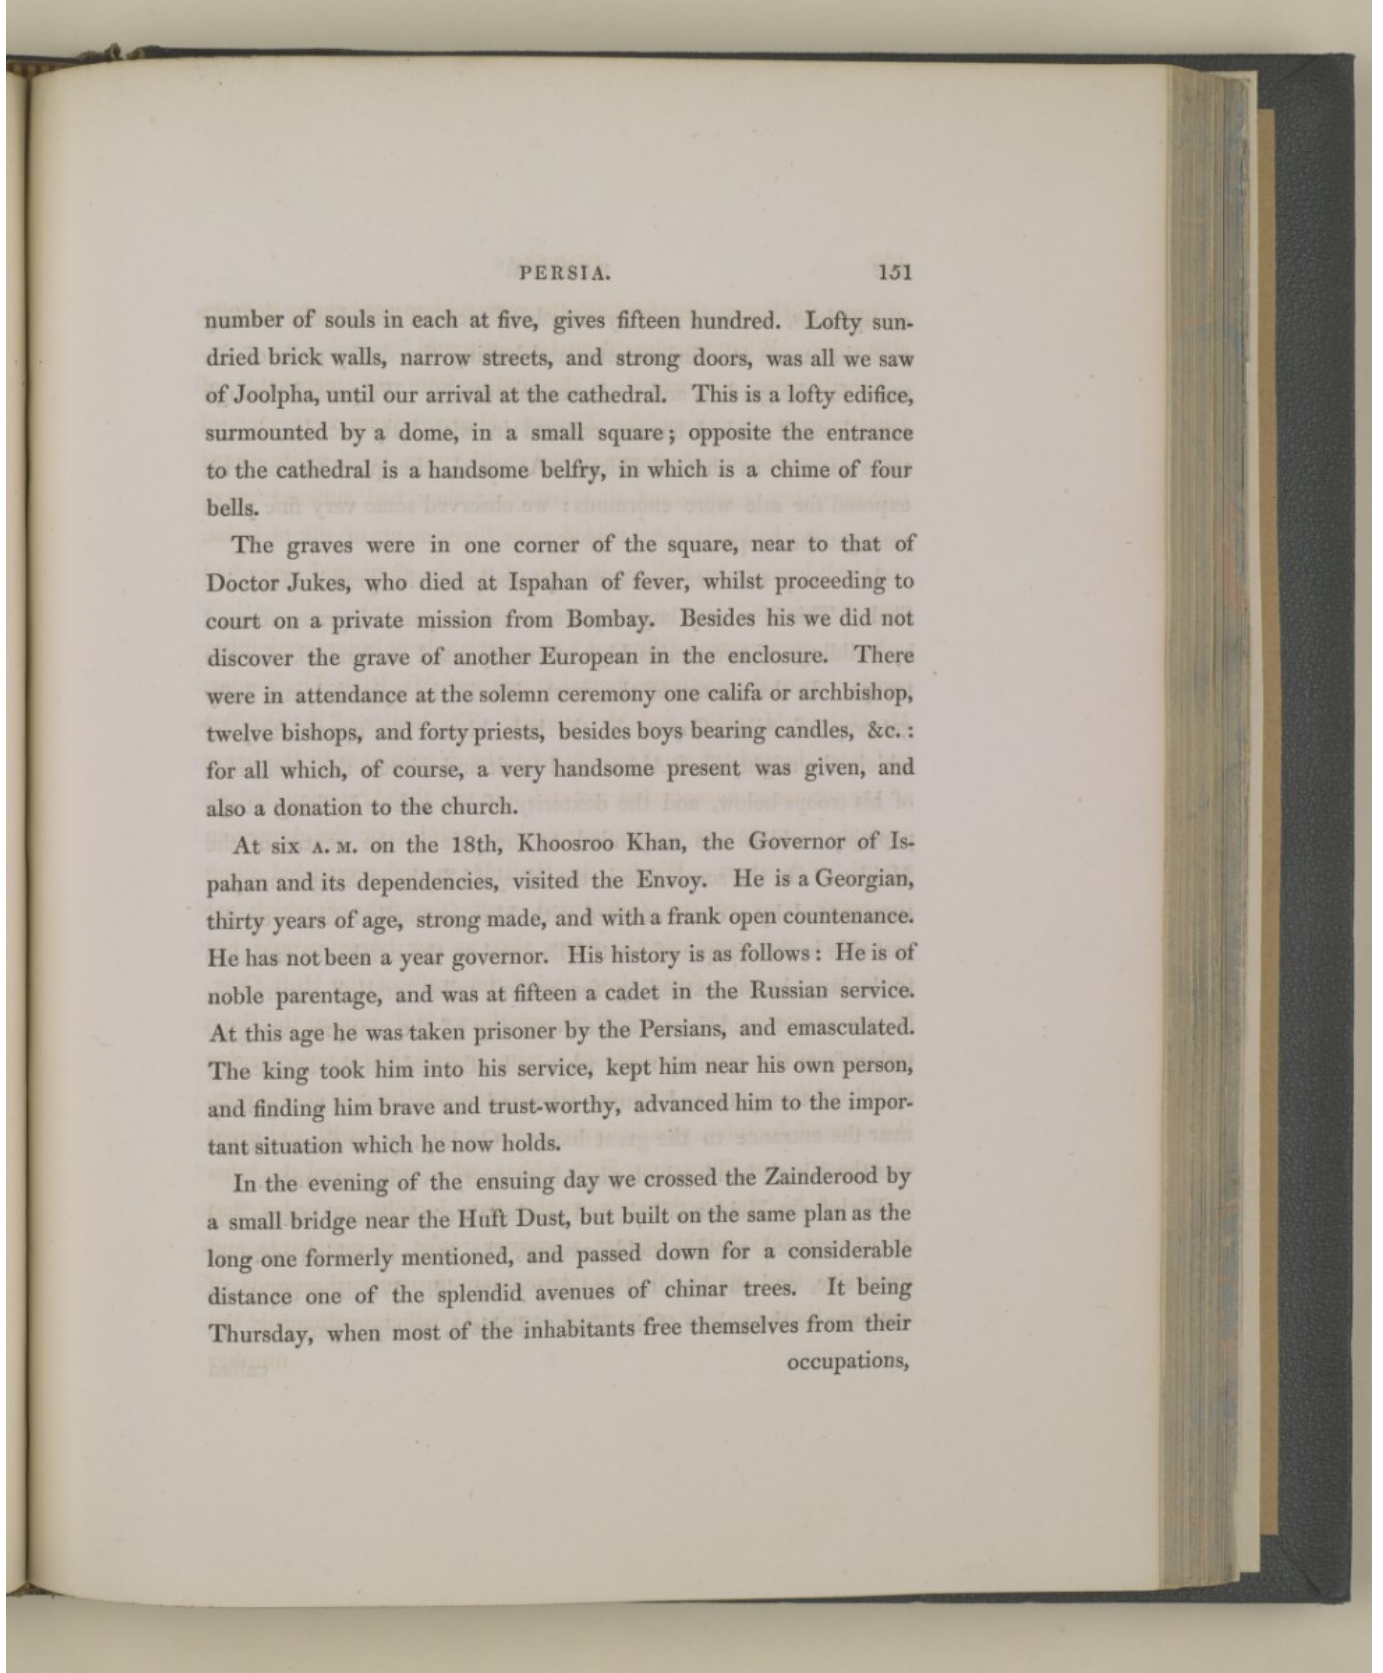 PERSIA. 151
number of souls in each at five, gives fifteen hundred. Lofty sun-
dried brick walls, narrow streets, and strong doors, was all we saw
of Joolpha, until our arrival at the cathedral. This is a lofty edifice,
surmounted by a dome, in a small square; opposite the entrance
to the cathedral is a handsome belfry, in which is a chime of four
bells.
The graves were in one corner of the square, near to that of
Doctor Jukes, who died at Ispahan of fever, whilst proceeding to
court on a private mission from Bombay. Besides his we did not
discover the grave of another European in the enclosure. There
were in attendance at the solemn ceremony one califa or archbishop,
twelve bishops, and forty priests, besides boys bearing candles, &c.:
for all which, of course, a very handsome present was given, and
also a donation to the church.
At six A. M. on the 18th, Khoosroo Khan, the Governor of Is-
pahan and its dependencies, visited the Envoy. He is a Georgian,
thirty years of age, strong made, and with a frank open countenance.
He has not been a year governor. His history is as follows: He is of
noble parentage, and was at fifteen a cadet in the Russian service.
At this age he was taken prisoner by the Persians, and emasculated.
The king took him into his service, kept him near his own person,
and finding him brave and trust-worthy, advanced him to the impor-
tant situation which he now holds.
In the evening of the ensuing day we crossed the Zainderood by
a small bridge near the Huft Dust, but built on the same plan as the
long one formerly mentioned, and passed down for a considerable
distance one of the splendid avenues of chinar trees. It being
Thursday, when most of the inhabitants free themselves from their
occupations,